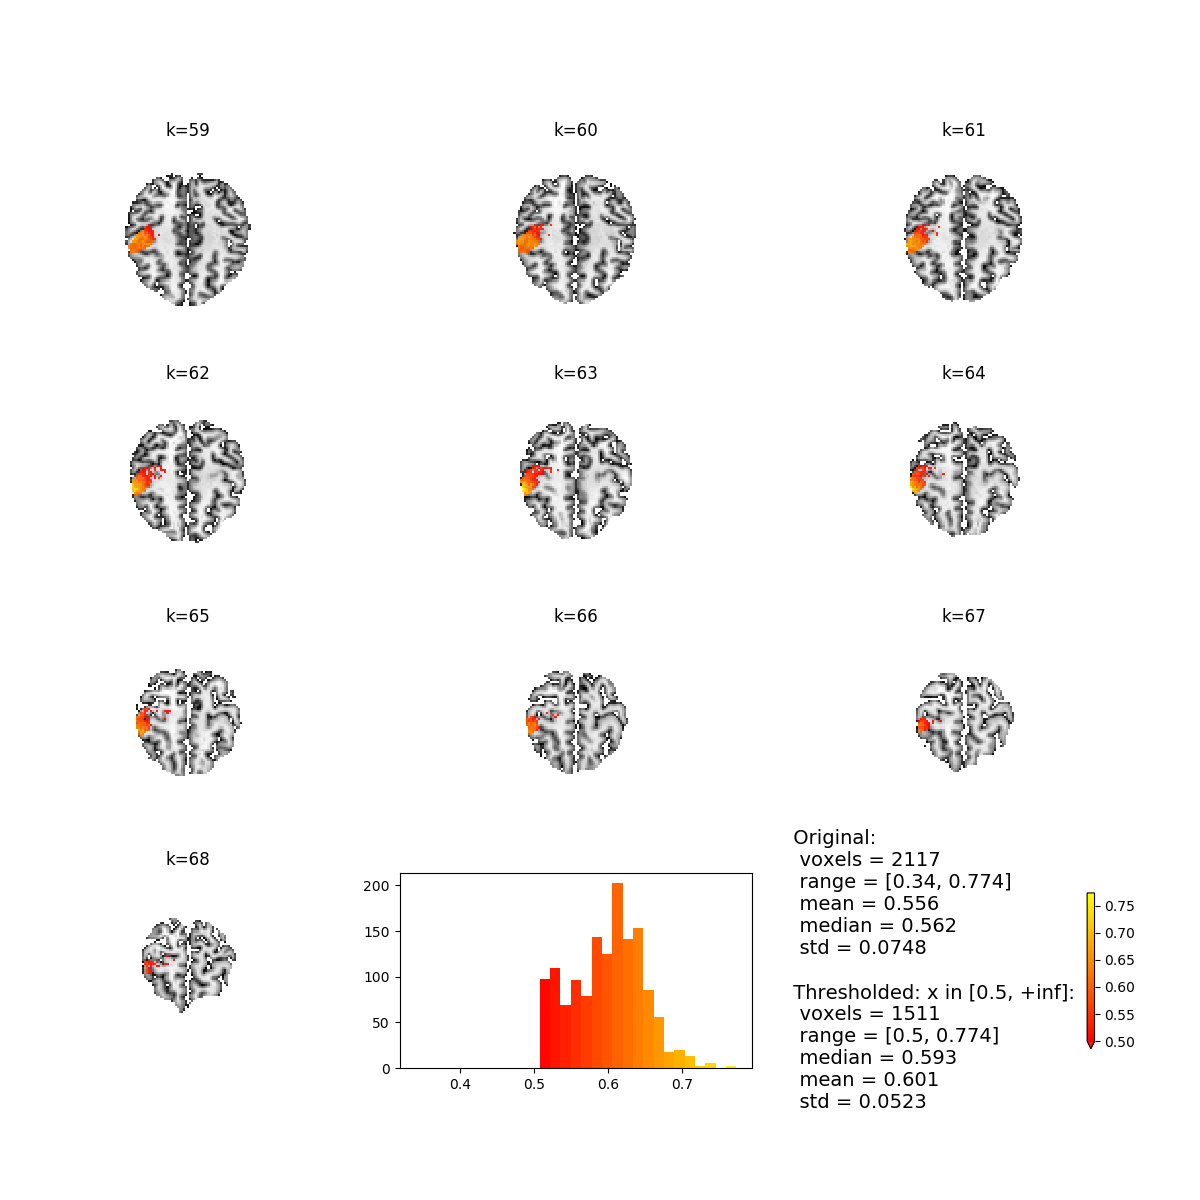 k=59
k=60
k=61
k=62
k=63
k=64
k=65
k=66
k=67
k=68
200
150
100
50
0
0.4
0.5
0.6
0.7
Original:
voxels = 2117
range = [0.34, 0.774]
mean = 0.556
median = 0.562
std = 0.0748
Thresholded: x in [0.5, +inf]:
voxels = 1511
range = [0.5, 0.774]
median = 0.593
mean = 0.601
std = 0.0523
0.75
0.70
0.65
0.60
0.55
0.50